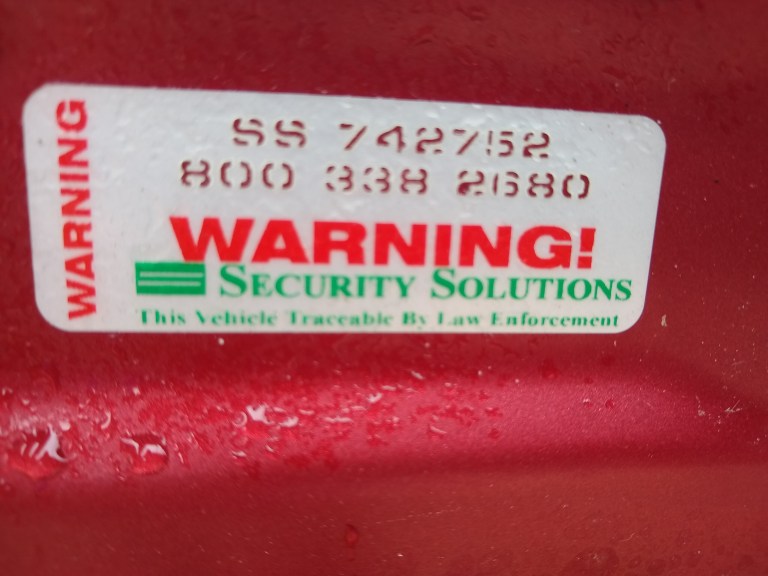 WARNING
SS 742752
800 338 2680
WARNING!
SECURITY SOLUTIONS
This Vehicle Traceable By Law Enforcement